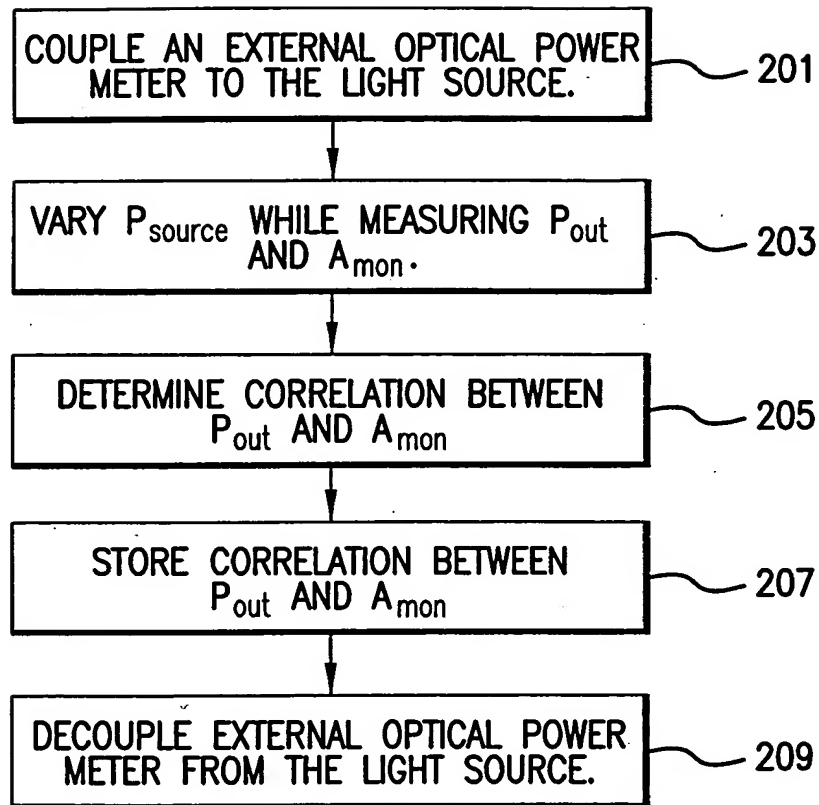 COUPLE AN EXTERNAL OPTICAL POWER
METER TO THE LIGHT SOURCE.
201
VARY Psource WHILE MEASURING Pout
AND Amon.
203
DETERMINE CORRELATION BETWEEN
Pout AND Amon
205
STORE CORRELATION BETWEEN
Pout AND Amon
207
DECOUPLE EXTERNAL OPTICAL POWER
METER FROM THE LIGHT SOURCE.
209